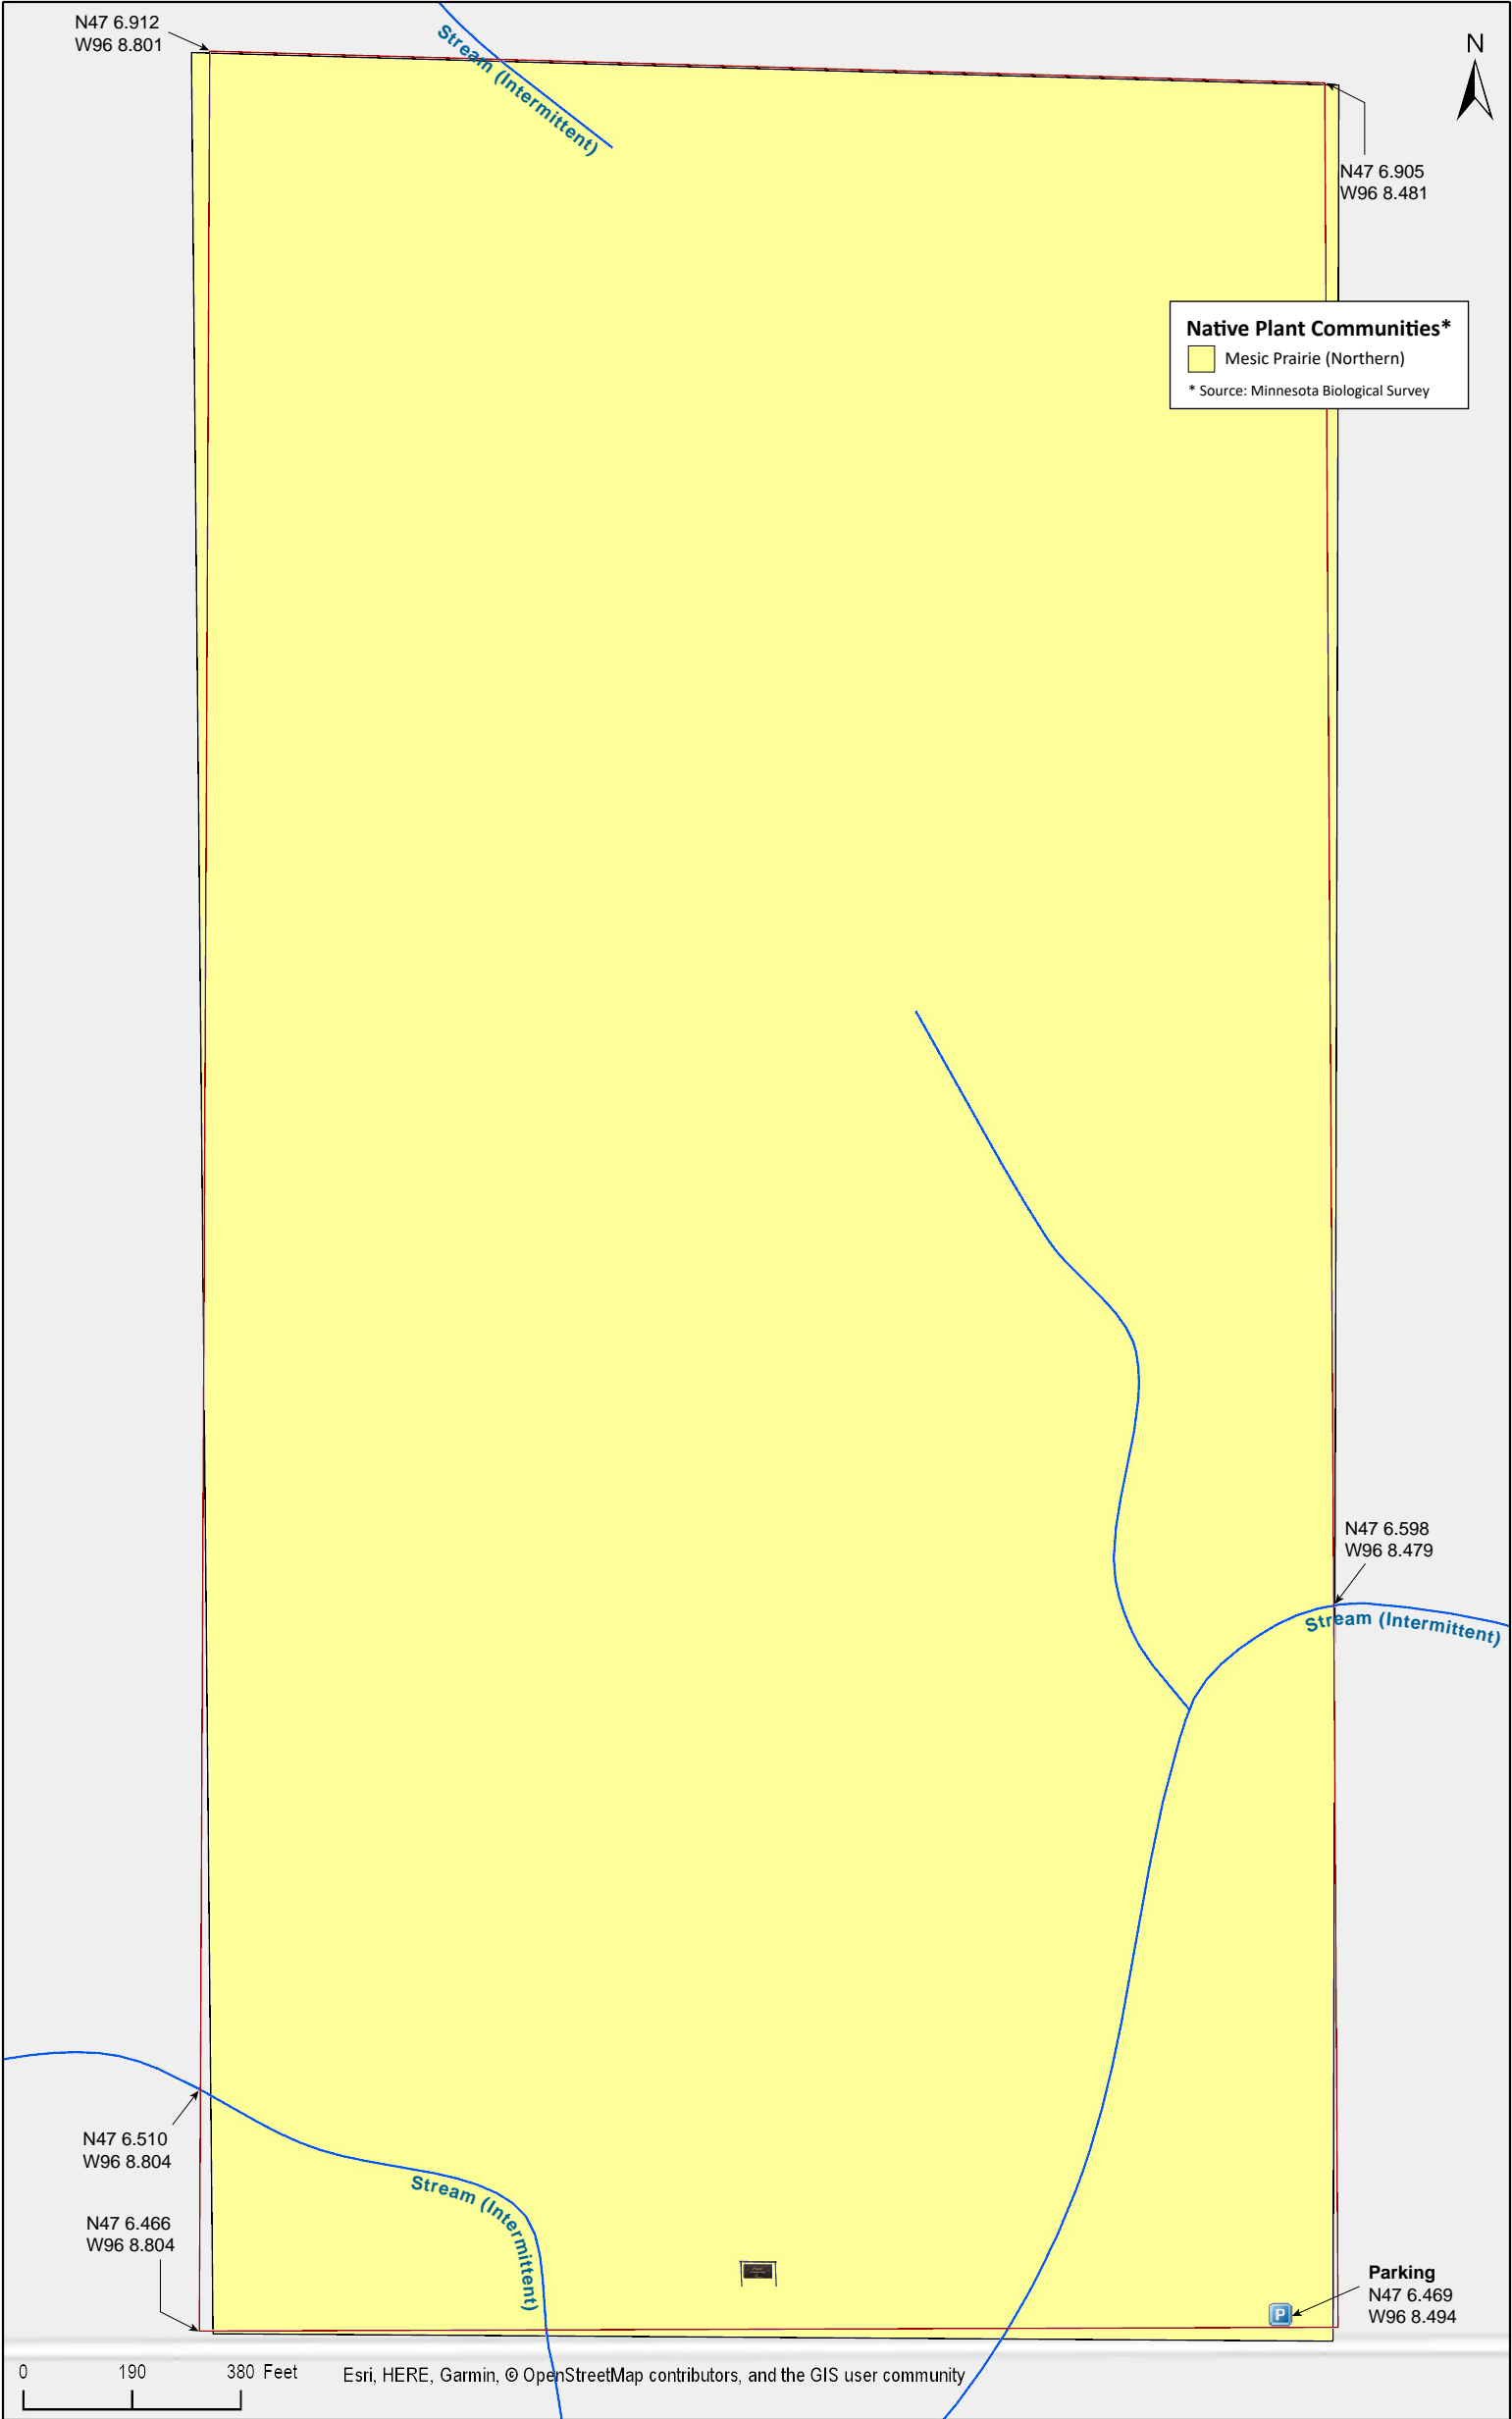 N47 6.912
W96 8.801
Stream (Intermittent)
N
N47 6.905
W96 8.481
Native Plant Communities*
Mesic Prairie (Northern)
* Source: Minnesota Biological Survey
N47 6.598
W96 8.479
Stream (Intermittent)
N47 6.510
W96 8.804
Stream (Intermittent)
N47 6.466
W96 8.804
Parking
N47 6.469
W96 8.494
P
0 190 380 Feet
Esri, HERE, Garmin, © OpenStreetMap contributors, and the GIS user community